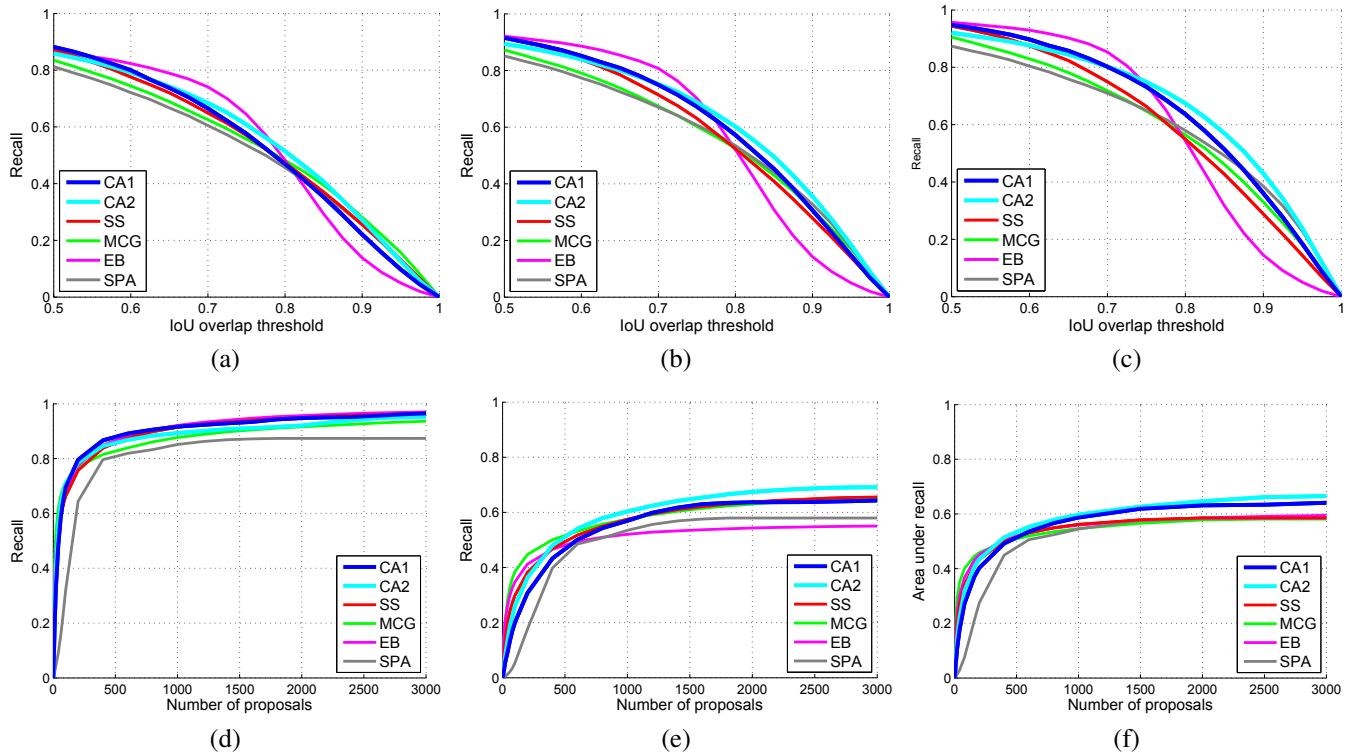 1
0.8
0.6
0.4
0.2
0
Recall
CA1
CA2
SS
MCG
EB
SPA
0.5 0.6 0.7 0.8 0.9 1
IoU overlap threshold
(a)
1
0.8
0.6
0.4
0.2
0
Recall
CA1
CA2
SS
MCG
EB
SPA
0.5 0.6 0.7 0.8 0.9 1
IoU overlap threshold
(b)
1
0.8
0.6
0.4
0.2
0
Recall
CA1
CA2
SS
MCG
EB
SPA
0.5 0.6 0.7 0.8 0.9 1
IoU overlap threshold
(c)
1
0.8
0.6
0.4
0.2
0
Recall
CA1
CA2
SS
MCG
EB
SPA
0 500 1000 1500 2000 2500 3000
Number of proposals
(d)
1
0.8
0.6
0.4
0.2
0
Recall
CA1
CA2
SS
MCG
EB
SPA
0 500 1000 1500 2000 2500 3000
Number of proposals
(e)
1
0.8
0.6
0.4
0.2
0
Area under recall
CA1
CA2
SS
MCG
EB
SPA
0 500 1000 1500 2000 2500 3000
Number of proposals
(f)